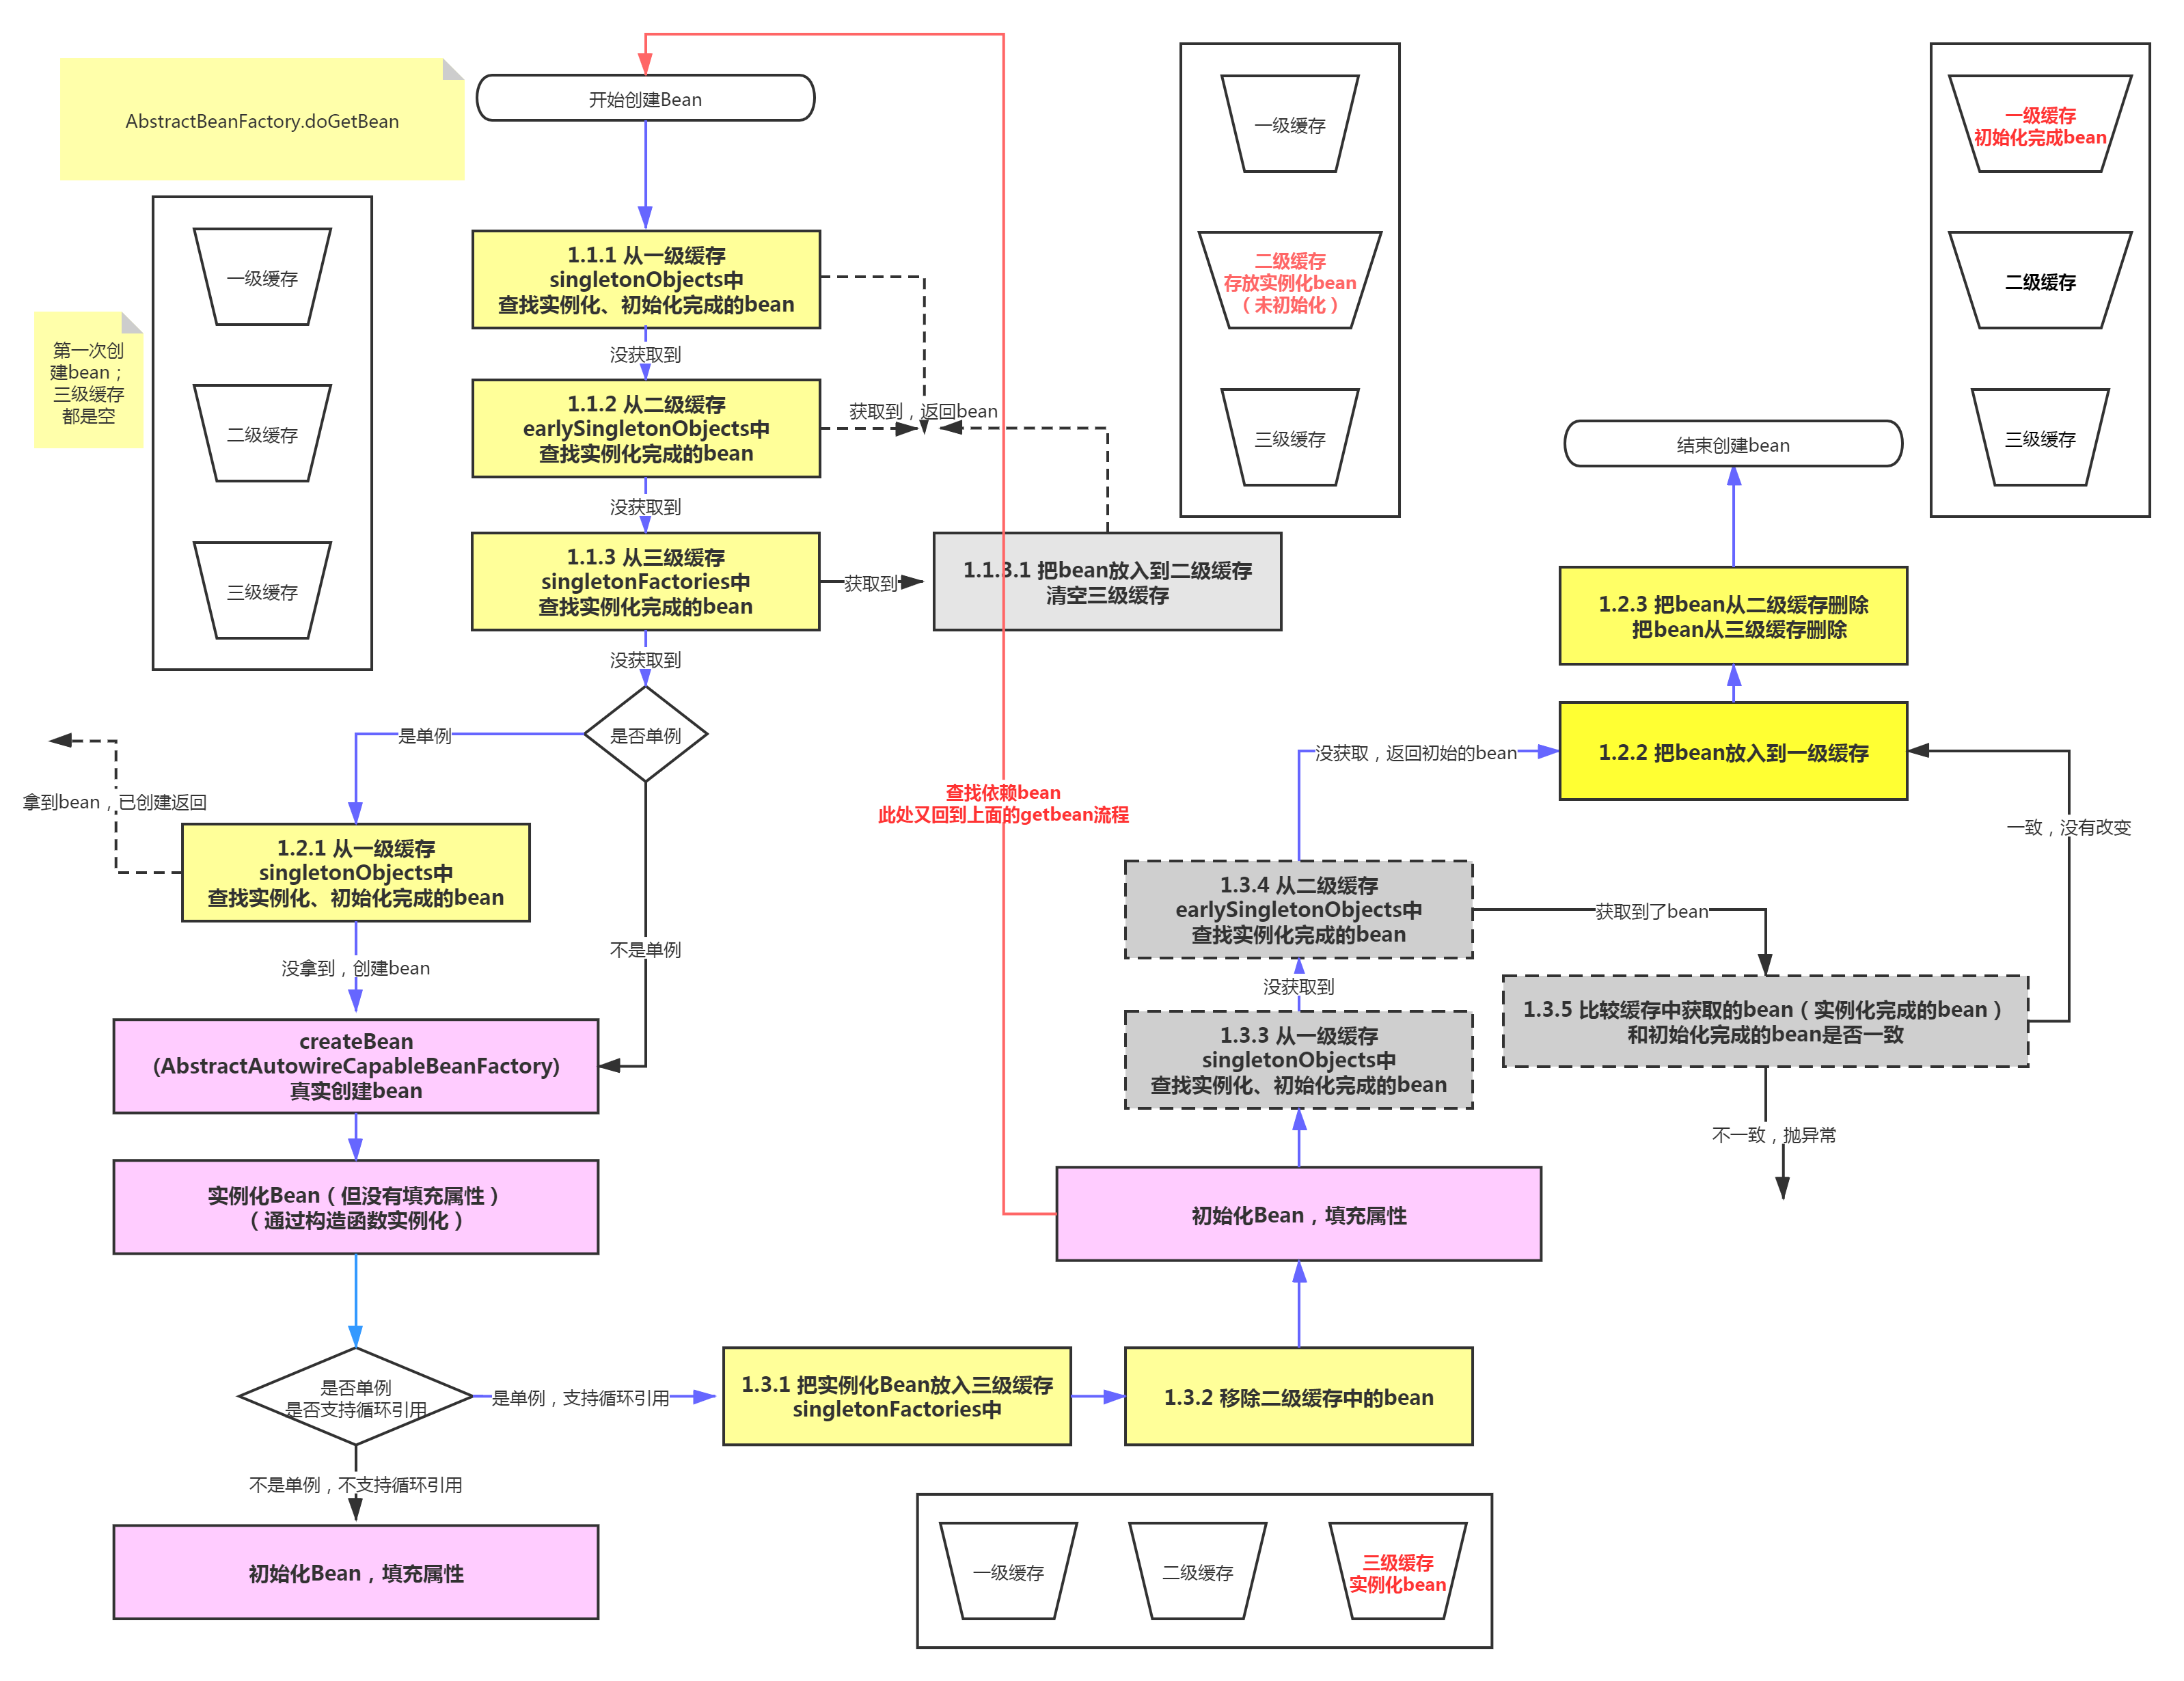 AbstractBeanFactory.doGetBean
开始创建Bean
第一次创
建bean；
三级缓存
都是空
一级缓存
二级缓存
三级缓存
1.1.1 从一级缓存
singletonObjects中
查找实例化、初始化完成的bean
没获取到
1.1.2 从二级缓存
earlySingletonObjects中
查找实例化完成的bean
获取到，返回bean
没获取到
1.1.3 从三级缓存
singletonFactories中
查找实例化完成的bean
获取到
1.1.3.1 把bean放入到二级缓存
清空三级缓存
没获取到
是否单例
是单例
不是单例
拿到bean，已创建返回
1.2.1 从一级缓存
singletonObjects中
查找实例化、初始化完成的bean
没拿到，创建bean
createBean
(AbstractAutowireCapableBeanFactory)
真实创建bean
实例化Bean（但没有填充属性）
（通过构造函数实例化）
是否单例
是否支持循环引用
是单例，支持循环引用
不是单例，不支持循环引用
初始化Bean，填充属性
1.3.1 把实例化Bean放入三级缓存
singletonFactories中
1.3.2 移除二级缓存中的bean
一级缓存
二级缓存
三级缓存
实例化bean
初始化Bean，填充属性
查找依赖bean
此处又回到上面的getbean流程
一级缓存
二级缓存
存放实例化bean
（未初始化）
三级缓存
1.3.3 从一级缓存
singletonObjects中
查找实例化、初始化完成的bean
没获取到
1.3.4 从二级缓存
earlySingletonObjects中
查找实例化完成的bean
获取到了bean
1.3.5 比较缓存中获取的bean（实例化完成的bean）
和初始化完成的bean是否一致
不一致，抛异常
一致，没有改变
没获取，返回初始的bean
1.2.2 把bean放入到一级缓存
1.2.3 把bean从二级缓存删除
把bean从三级缓存删除
结束创建bean
一级缓存
初始化完成bean
二级缓存
三级缓存